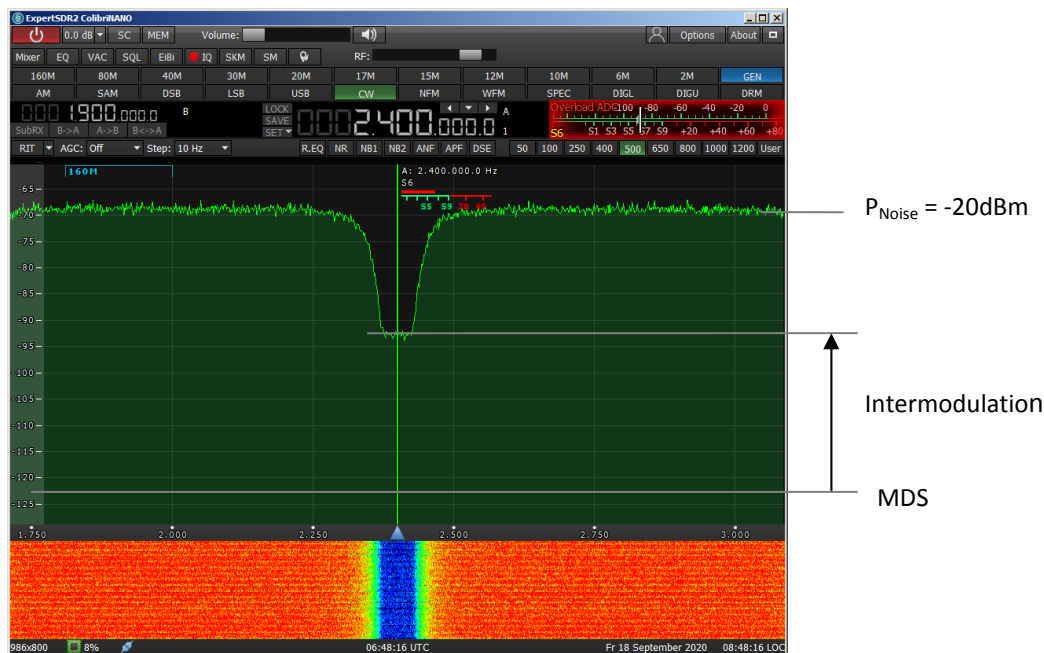 ExpertSDR2 ColibriNANO
0.0 dB SC MEM Volume:
Options About
Mixer EQ VAC SQL EiBi IQ SKM SM RF:
160M 80M 40M 30M 20M 17M 15M 12M 10M 6M 2M GEN
AM SAM DSB LSB USB CW NFM WFM SPEC DIGL DIGU DRM
000 1.900.000.0 B LOCK 0002.400.000.0 A Overload ADC -100 -80 -60 -40 -20 0
SAVE
SubRX B->A A->B B<->A SET 1 S6 S1 S3 S5 S7 S9 +20 +40 +60 +80
RIT AGC: Off Step: 10 Hz R.EQ NR NB1 NB2 ANF APF DSE 50 100 250 400 500 650 800 1000 1200 User
160M A: 2.400.000.0 Hz
S6
-65
S5 S9
-70
PNoise = -20dBm
-75
-80
-85
-90
-95
-100
-105
Intermodulation
-110
-115
-120
MDS
-125
1.750 2.000 2.250 2.500 2.750 3.000
986x800 8% 06:48:16 UTC Fr 18 September 2020 08:48:16 LOC